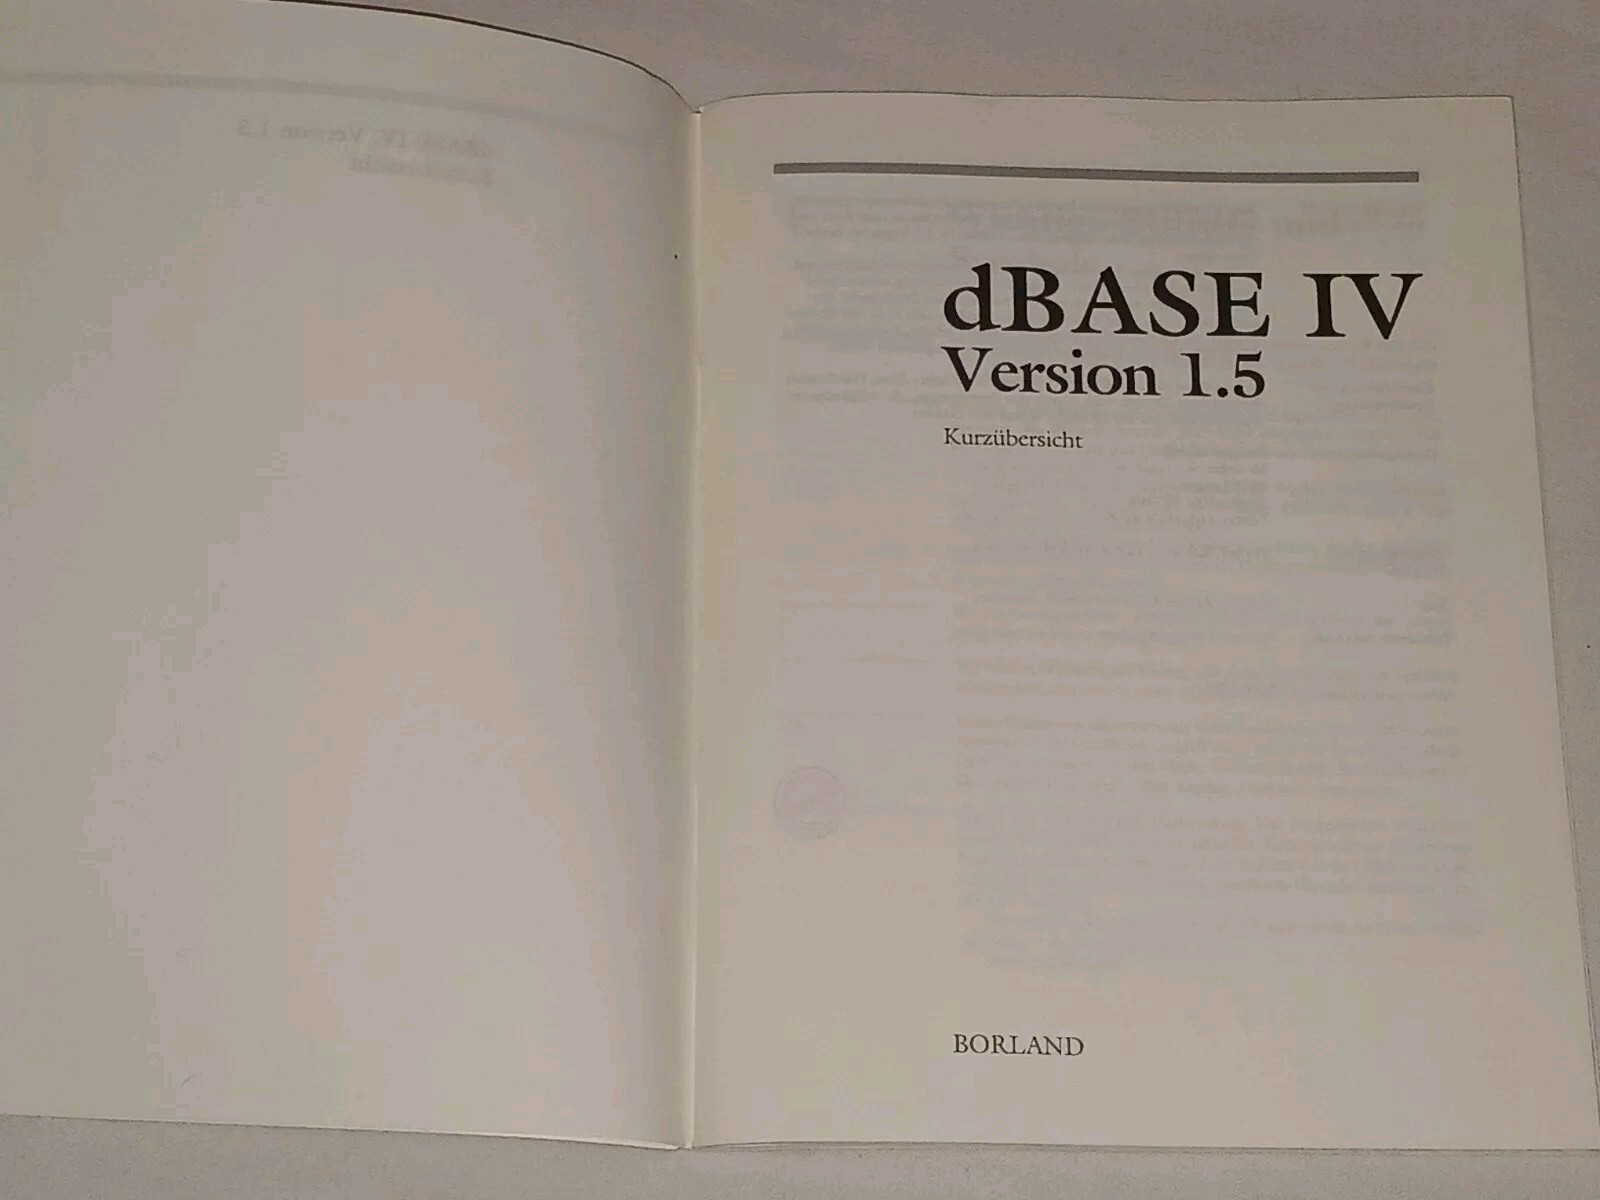 dBASE IV
Version 1.5
Kurzübersicht
BORLAND